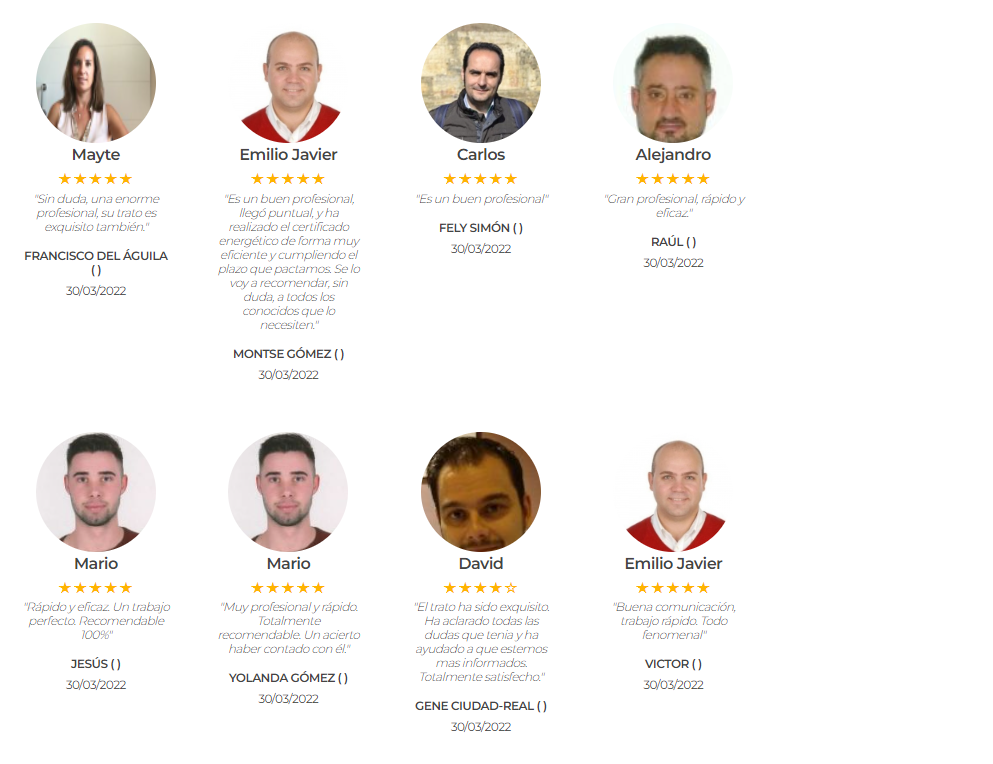 Mayte
★★★★★
"Sin duda, una enorme
profesional, su trato es
exquisito también."
FRANCISCO DEL ÁGUILA
( )
30/03/2022
Emilio Javier
★★★★★
"Es un buen profesional,
llegó puntual, y ha
realizado el certificado
energético de forma muy
eficiente y cumpliendo el
plazo que pactamos. Se lo
voy a recomendar, sin
duda, a todos los
conocidos que lo
necesiten."
MONTSE GÓMEZ ( )
30/03/2022
Carlos
★★★★★
"Es un buen profesional"
FELY SIMÓN ( )
30/03/2022
Alejandro
★★★★★
"Gran profesional, rápido y
eficaz."
RAÚL ( )
30/03/2022
Mario
★★★★★
"Rápido y eficaz. Un trabajo
perfecto. Recomendable
100%"
JESÚS ( )
30/03/2022
Mario
★★★★★
"Muy profesional y rápido.
Totalmente
recomendable. Un acierto
haber contado con él."
YOLANDA GÓMEZ ( )
30/03/2022
David
★★★★☆
"El trato ha sido exquisito.
Ha aclarado todas las
dudas que tenia y ha
ayudado a que estemos
mas informados.
Totalmente satisfecho."
GENE CIUDAD-REAL ( )
30/03/2022
Emilio Javier
★★★★★
"Buena comunicación,
trabajo rápido. Todo
fenomenal"
VICTOR ( )
30/03/2022